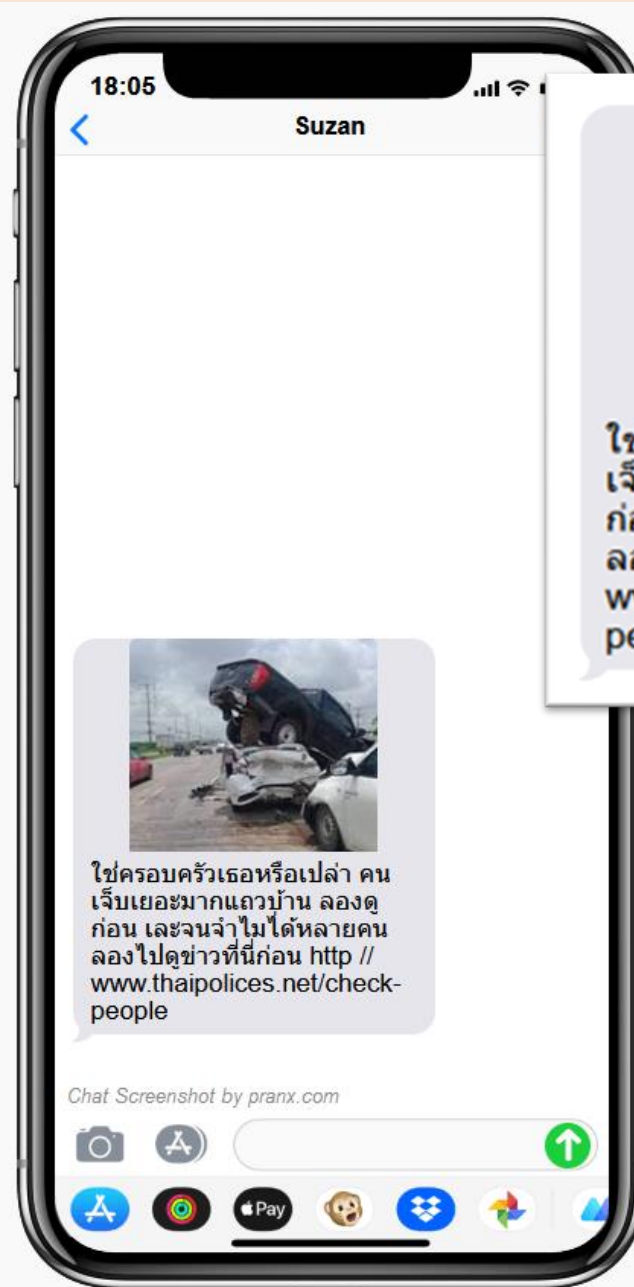 18:05
Suzan
ใช่ครอบครัวเธอหรือเปล่า คน
เจ็บเยอะมากแถวบ้าน ลองดู
ก่อน เละจนจำไม่ได้หลายคน
ลองไปดูข่าวที่นี่ก่อน http //
www.thaipolices.net/check-
people
Chat Screenshot by pranx.com
Pay